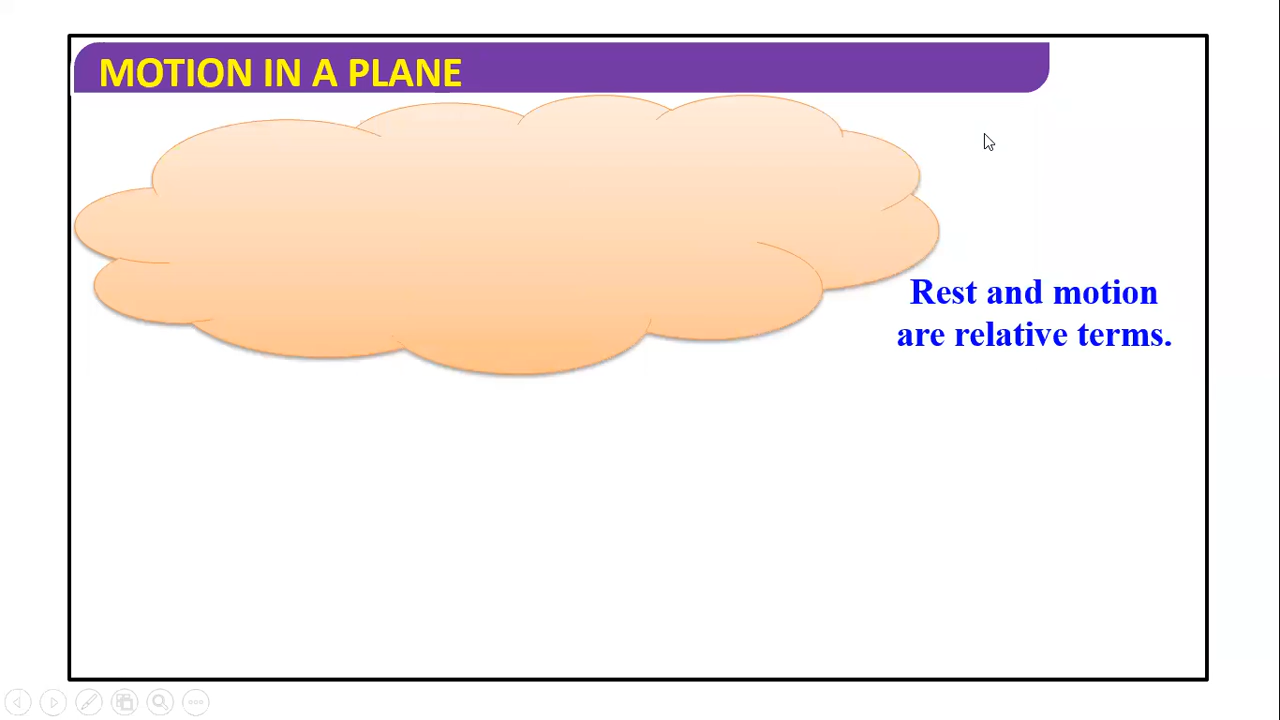 MOTION IN A PLANE
Rest and motion
are relative terms.